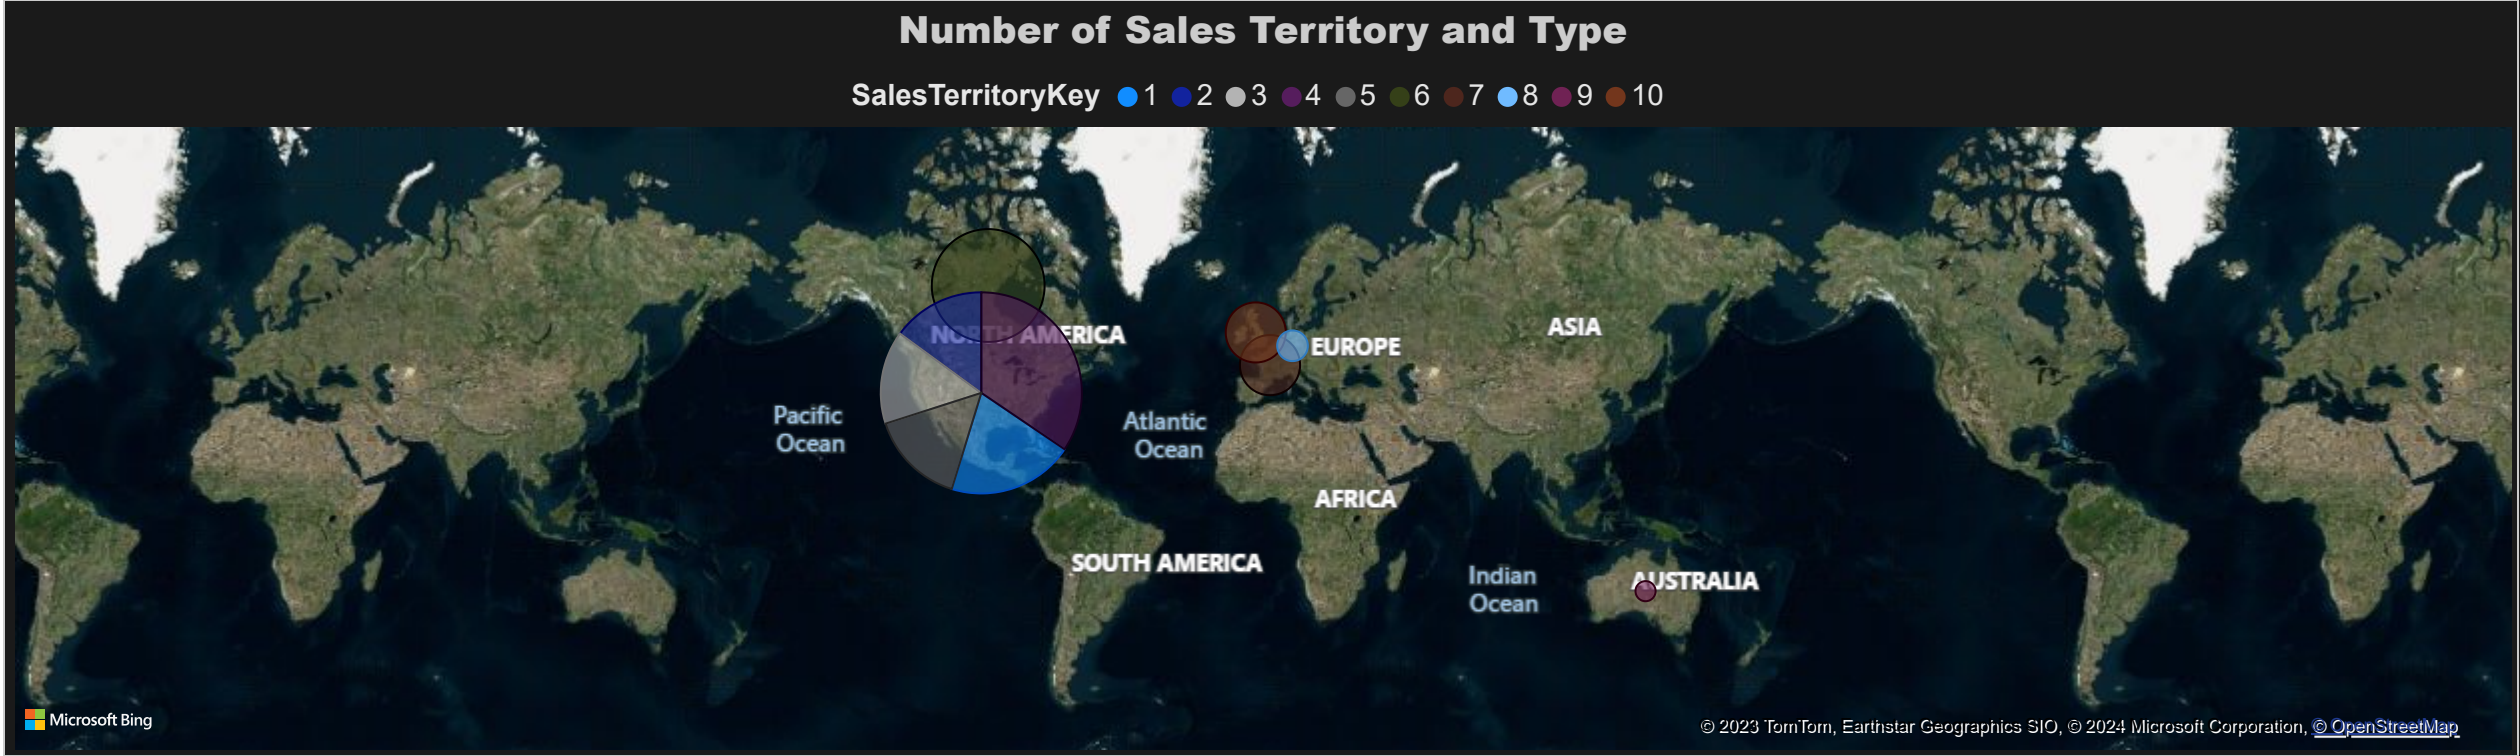 Number of Sales Territory and Type
SalesTerritoryKey 1 2 3 4 5 6 7 8 9 10
NORTH AMERICA
EUROPE
ASIA
Pacific
Ocean
Atlantic
Ocean
AFRICA
SOUTH AMERICA
Indian
Ocean
AUSTRALIA
Microsoft Bing
© 2023 TomTom, Earthstar Geographics SIO, © 2024 Microsoft Corporation, © OpenStreetMap